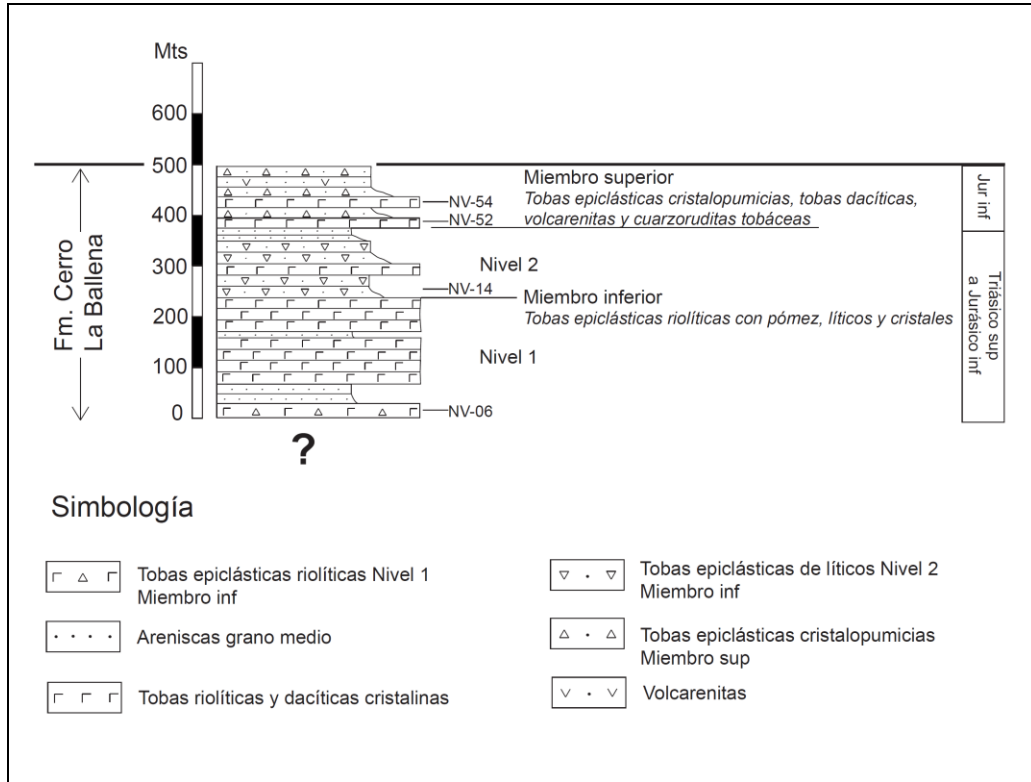 Mts
600
500
400
300
200
100
0
Fm. Cerro
La Ballena
NV-54
NV-52
NV-14
NV-06
Miembro superior
Tobas epiclásticas cristalopumicias, tobas dacíticas,
volcarenitas y cuarzoruditas tobáceas
Nivel 2
Miembro inferior
Tobas epiclásticas riolíticas con pómez, líticos y cristales
Nivel 1
Jur inf
Triásico sup
a Jurásico inf
?
Simbología
Tobas epiclásticas riolíticas Nivel 1
Miembro inf
Areniscas grano medio
Tobas riolíticas y dacíticas cristalinas
Tobas epiclásticas de líticos Nivel 2
Miembro inf
Tobas epiclásticas cristalopumicias
Miembro sup
Volcarenitas